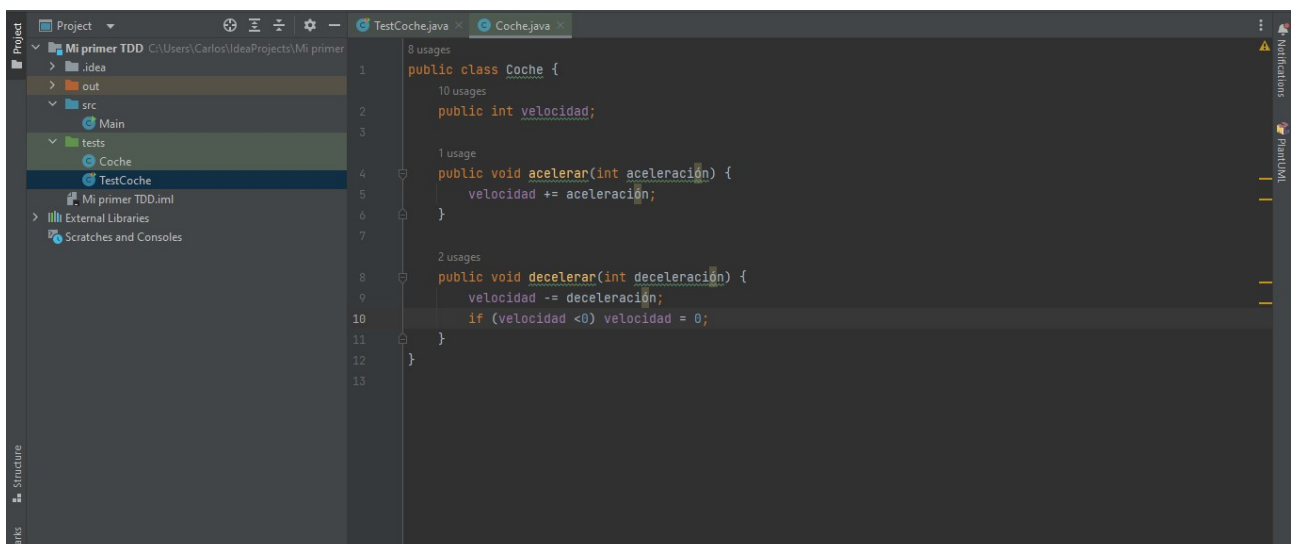 Project
TestCoche.java
Coche.java
Project
Mi primer TDD C:\Users\Carlos\IdeaProjects\Mi primer
.idea
out
src
Main
tests
Coche
TestCoche
Mi primer TDD.iml
External Libraries
Scratches and Consoles
8 usages
1 public class Coche {
10 usages
2 public int velocidad;
3
1 usage
4 public void acelerar(int aceleración) {
5 velocidad += aceleración;
6 }
7
2 usages
8 public void decelerar(int deceleración) {
9 velocidad -= deceleración;
10 if (velocidad <0) velocidad = 0;
11 }
12 }
13
Notifications
PlantUML
Structure